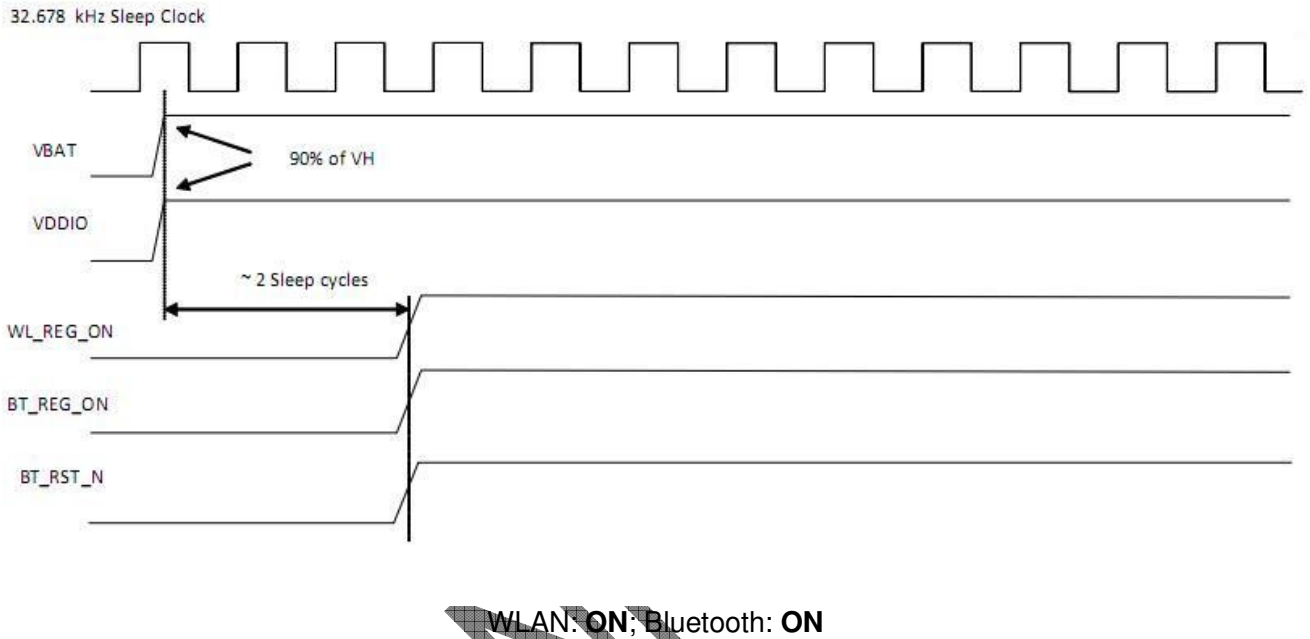 32.678 kHz Sleep Clock
VBAT
90% of VH
VDDIO
~ 2 Sleep cycles
WL_REG_ON
BT_REG_ON
BT_RST_N
WLAN: ON; Bluetooth: ON